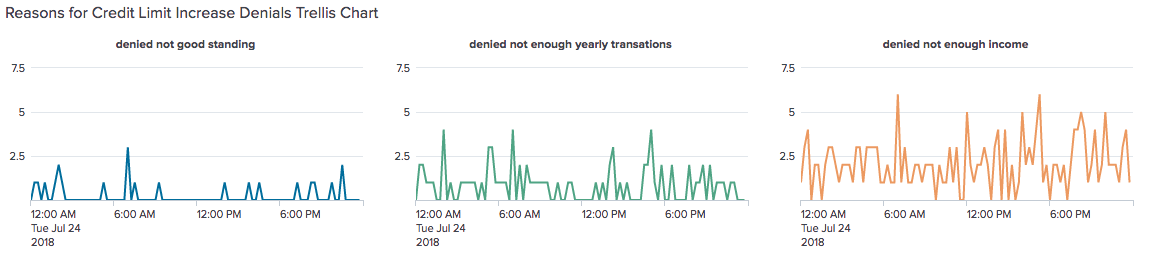 Reasons for Credit Limit Increase Denials Trellis Chart
denied not good standing
7.5
5
2.5
12:00 AM 6:00 AM 12:00 PM 6:00 PM
Tue Jul 24
2018
denied not enough yearly transations
7.5
5
2.5
12:00 AM 6:00 AM 12:00 PM 6:00 PM
Tue Jul 24
2018
denied not enough income
7.5
5
2.5
12:00 AM 6:00 AM 12:00 PM 6:00 PM
Tue Jul 24
2018